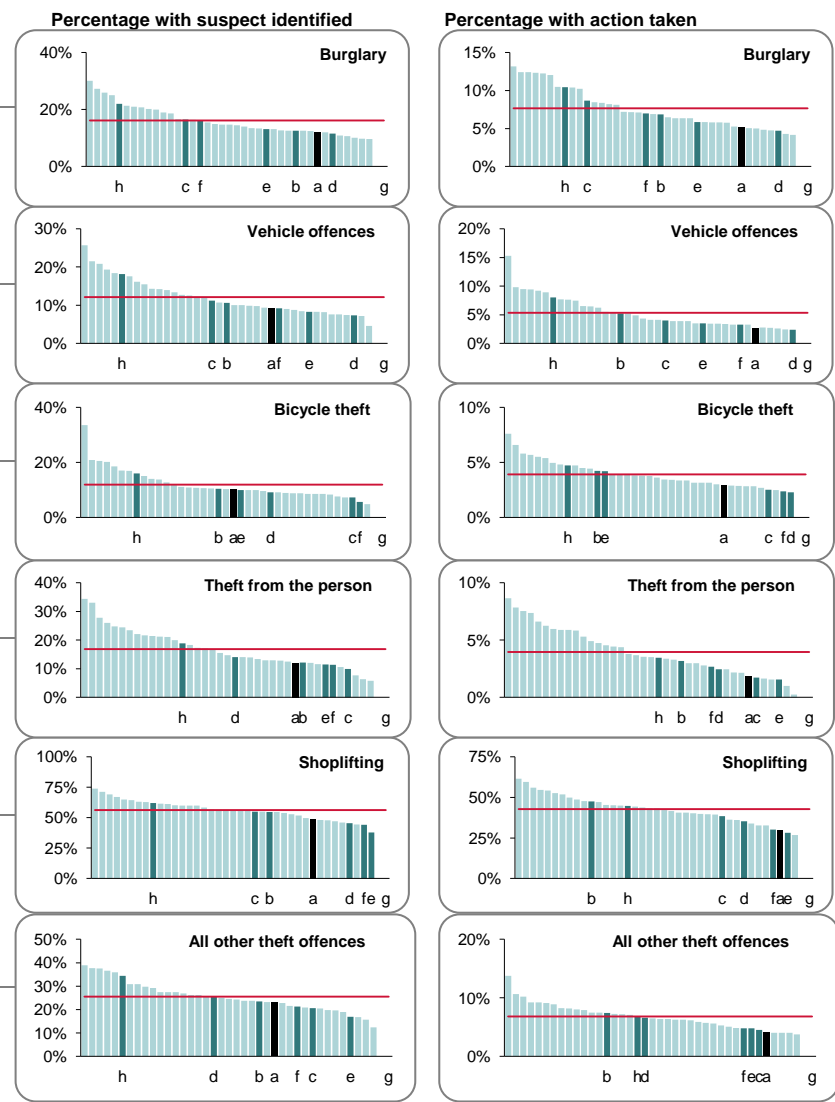 Percentage with suspect identified
Percentage with action taken
Burglary
40%
20%
0%
h c f e b a d g
Burglary
15%
10%
5%
0%
h c f b e a d g
Vehicle offences
30%
20%
10%
0%
h c b af e d g
Vehicle offences
20%
15%
10%
5%
0%
h b c e f a d g
Bicycle theft
40%
20%
0%
h b ae d cf g
Bicycle theft
10%
5%
0%
h be a c fd g
Theft from the person
40%
30%
20%
10%
0%
h d ab ef c g
Theft from the person
10%
5%
0%
h b fd ac e g
Shoplifting
100%
75%
50%
25%
0%
h c b a d fe g
Shoplifting
75%
50%
25%
0%
b h c d fae g
All other theft offences
50%
40%
30%
20%
10%
0%
h d b a f c e g
All other theft offences
20%
10%
0%
b hd feca g